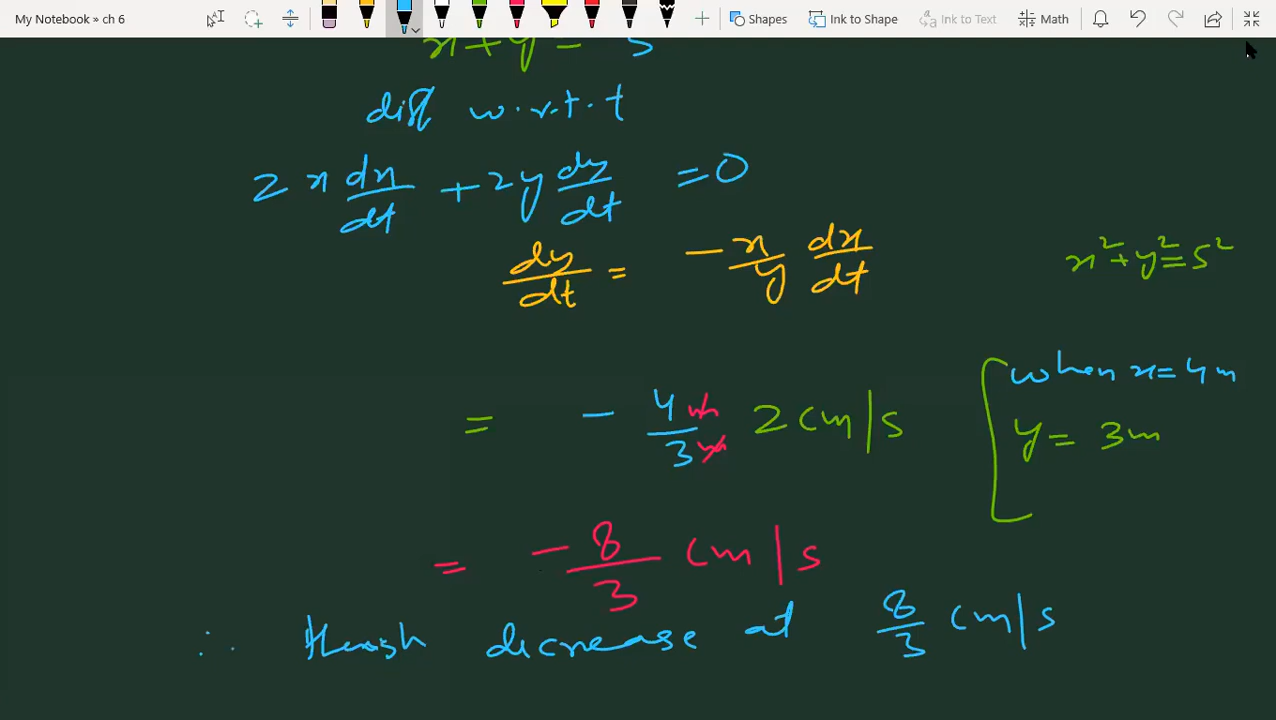 My Notebook » ch 6
Shapes
Ink to Shape
Ink to Text
Math
x + y = 5
diff w.r.t. t
2x dx/dt + 2y dy/dt = 0
dy/dt = -x/y dx/dt
x² + y² = 5²
when x = 4m
= - 4m/3m 2 cm/s
y = 3m
= -8/3 cm/s
∴ decrease at 8/3 cm/s